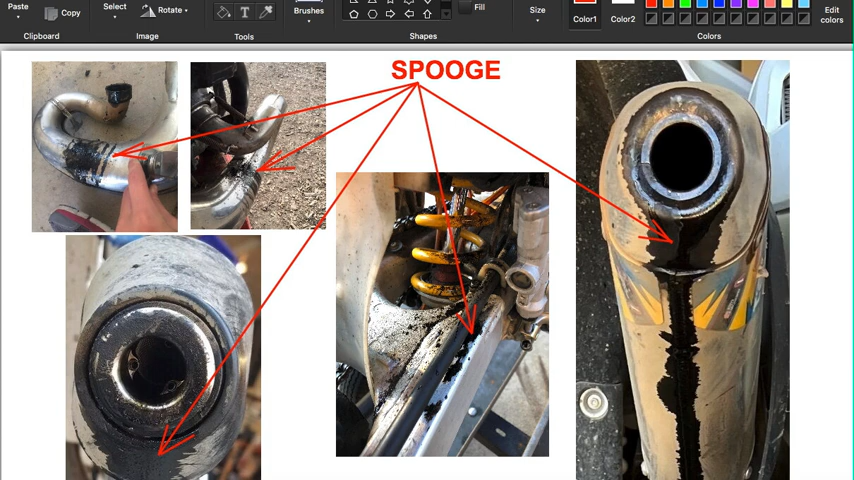 Paste
Copy
Select
Rotate
Brushes
Fill
Size
Color1
Color2
Edit
colors
Clipboard
Image
Tools
Shapes
Colors
SPOOGE